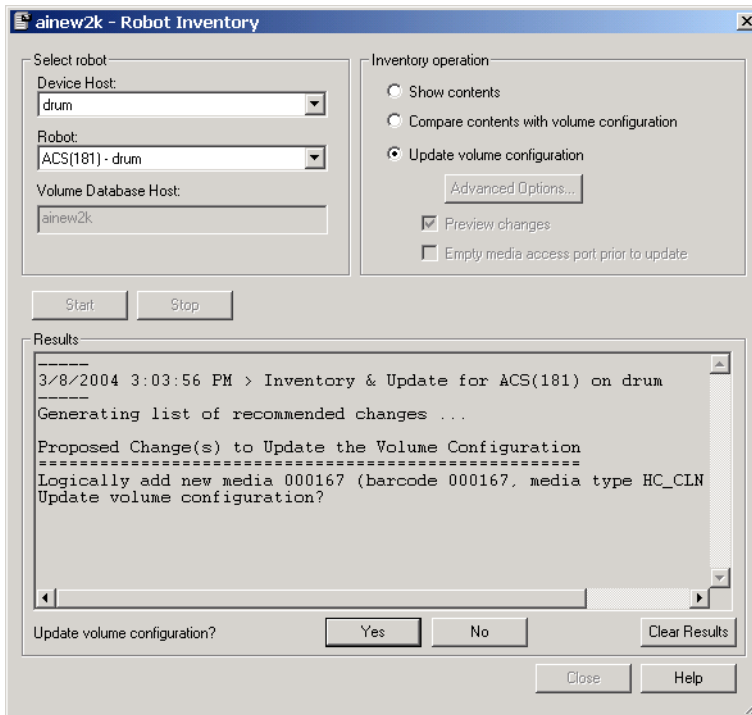 ainew2k - Robot Inventory
Select robot
Device Host:
drum
Robot:
ACS(181) - drum
Volume Database Host:
ainew2k
Inventory operation
Show contents
Compare contents with volume configuration
Update volume configuration
Advanced Options...
Preview changes
Empty media access port prior to update
Start
Stop
Results
-----
3/8/2004 3:03:56 PM > Inventory & Update for ACS(181) on drum
-----
Generating list of recommended changes ...
Proposed Change(s) to Update the Volume Configuration
=====================================================
Logically add new media 000167 (barcode 000167, media type HC_CLN
Update volume configuration?
Update volume configuration?
Yes
No
Clear Results
Close
Help